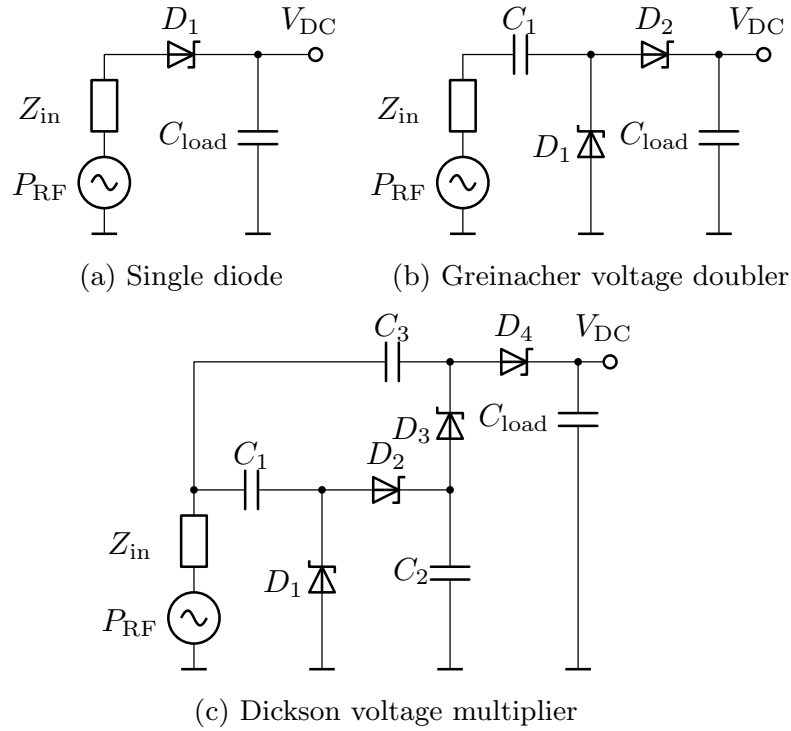 D1 VDC
Zin
Cload
PRF
(a) Single diode
C1 D2 VDC
Zin
D1 Cload
PRF
(b) Greinacher voltage doubler
C3 D4 VDC
Cload
D3
C1 D2
Zin
D1 C2
PRF
(c) Dickson voltage multiplier